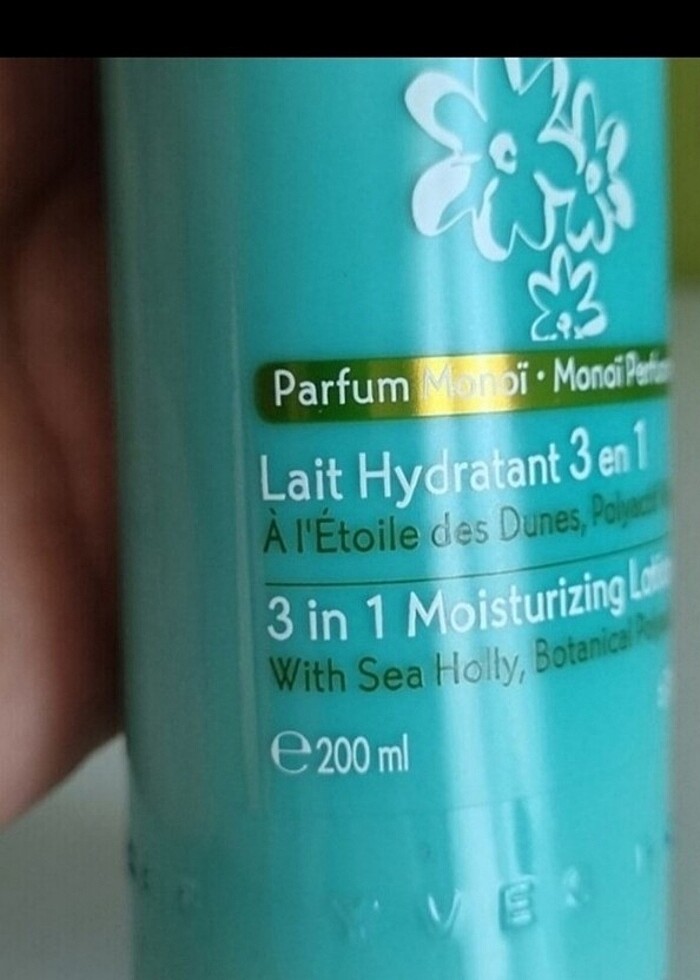 Parfum Monoï • Monoï
Lait Hydratant 3 en 1
À l'Étoile des Dunes,
3 in 1 Moisturizing
With Sea Holly, Botanical
℮ 200 ml
YVES